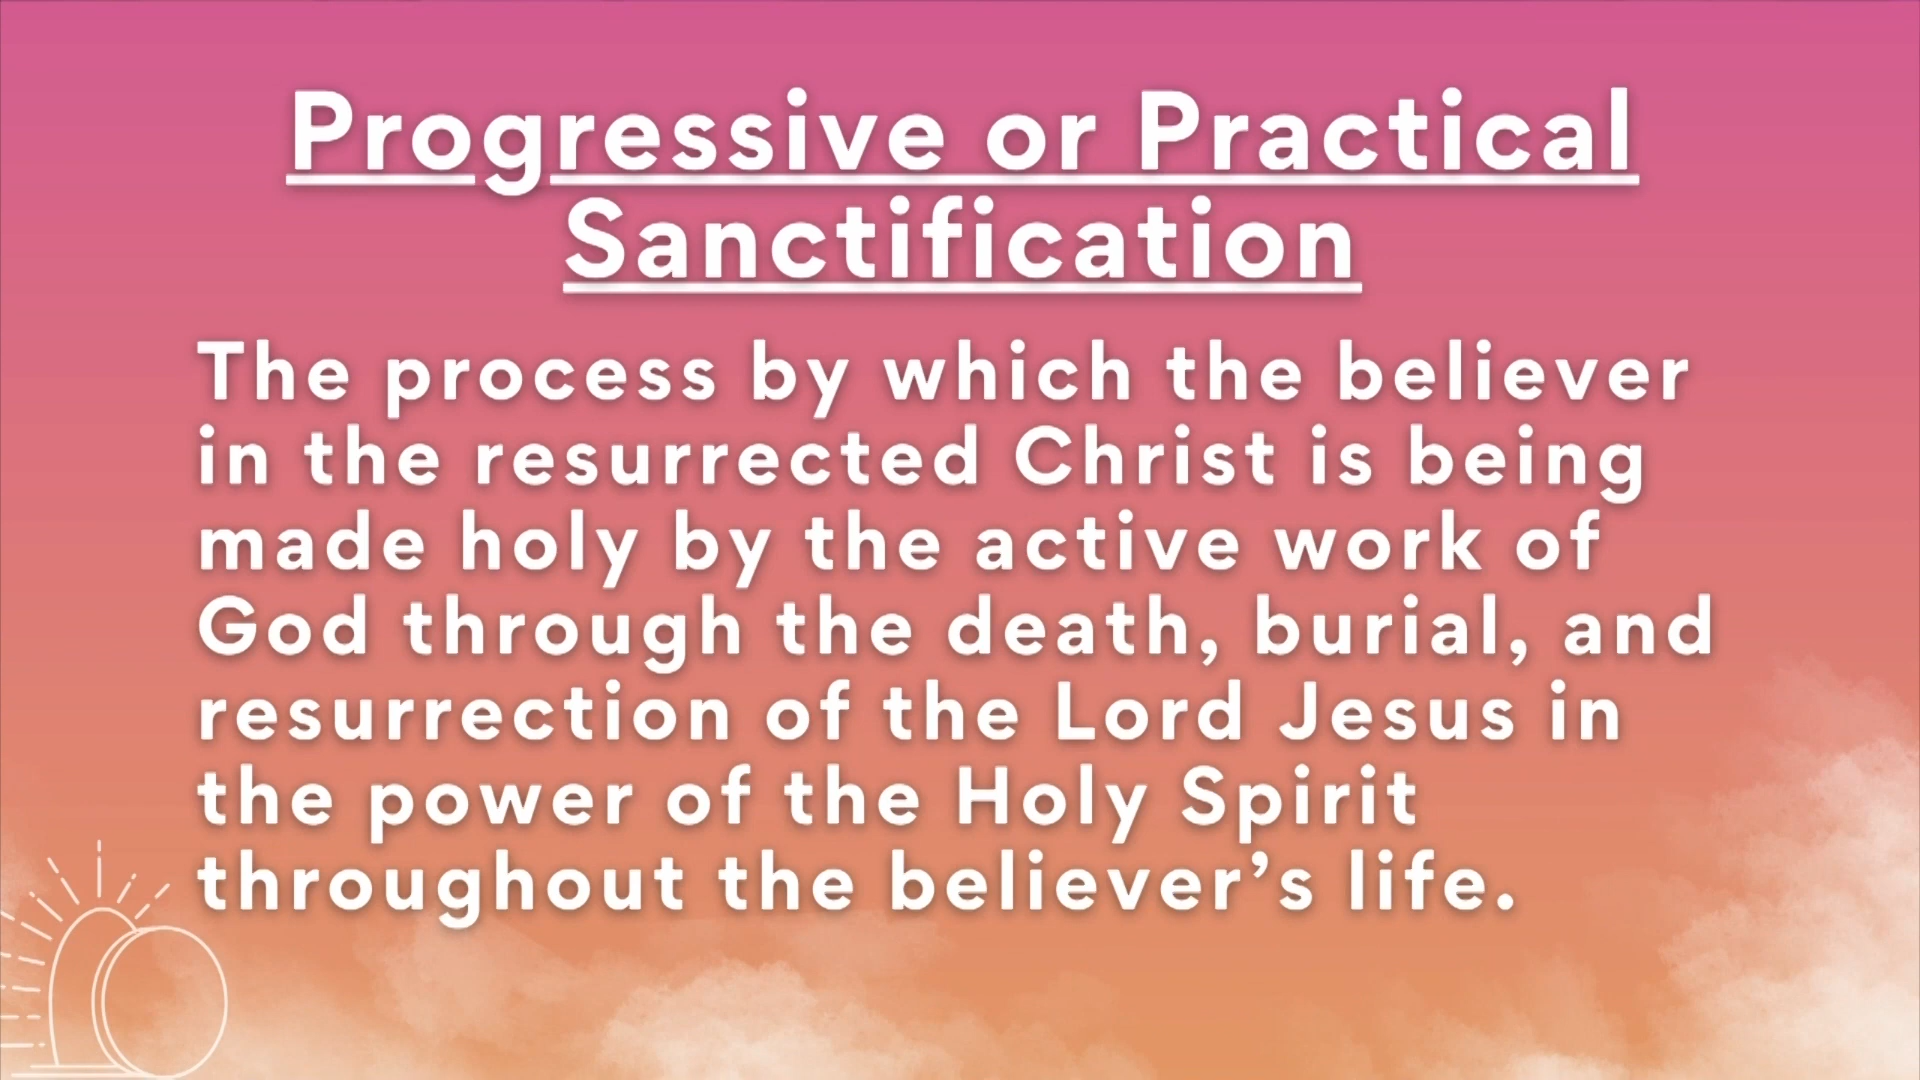 Progressive or Practical
Sanctification
The process by which the believer
in the resurrected Christ is being
made holy by the active work of
God through the death, burial, and
resurrection of the Lord Jesus in
the power of the Holy Spirit
throughout the believer’s life.